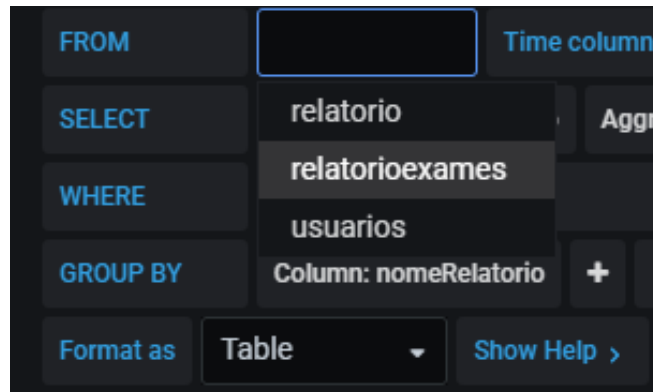 FROM Time column
SELECT relatorio Aggr
relatorioexames
WHERE
usuarios
GROUP BY Column: nomeRelatorio +
Format as Table Show Help >